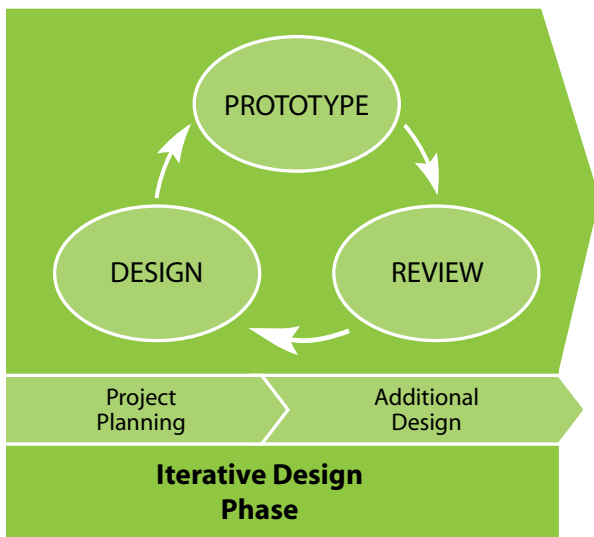 PROTOTYPE
DESIGN
REVIEW
Project
Planning
Additional
Design
Iterative Design
Phase